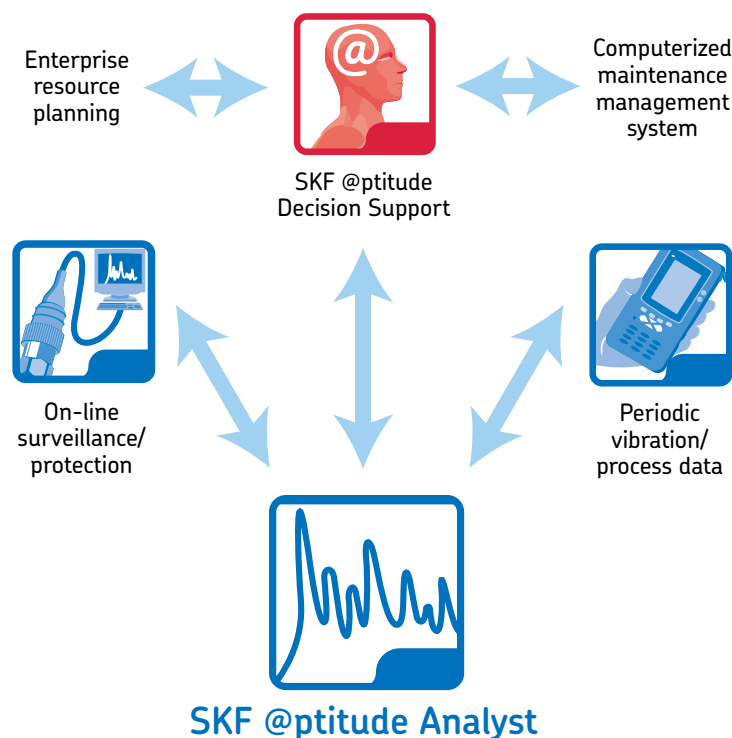 Enterprise
resource
planning
@
SKF @ptitude
Decision Support
Computerized
maintenance
management
system
On-line
surveillance/
protection
Periodic
vibration/
process data
SKF @ptitude Analyst